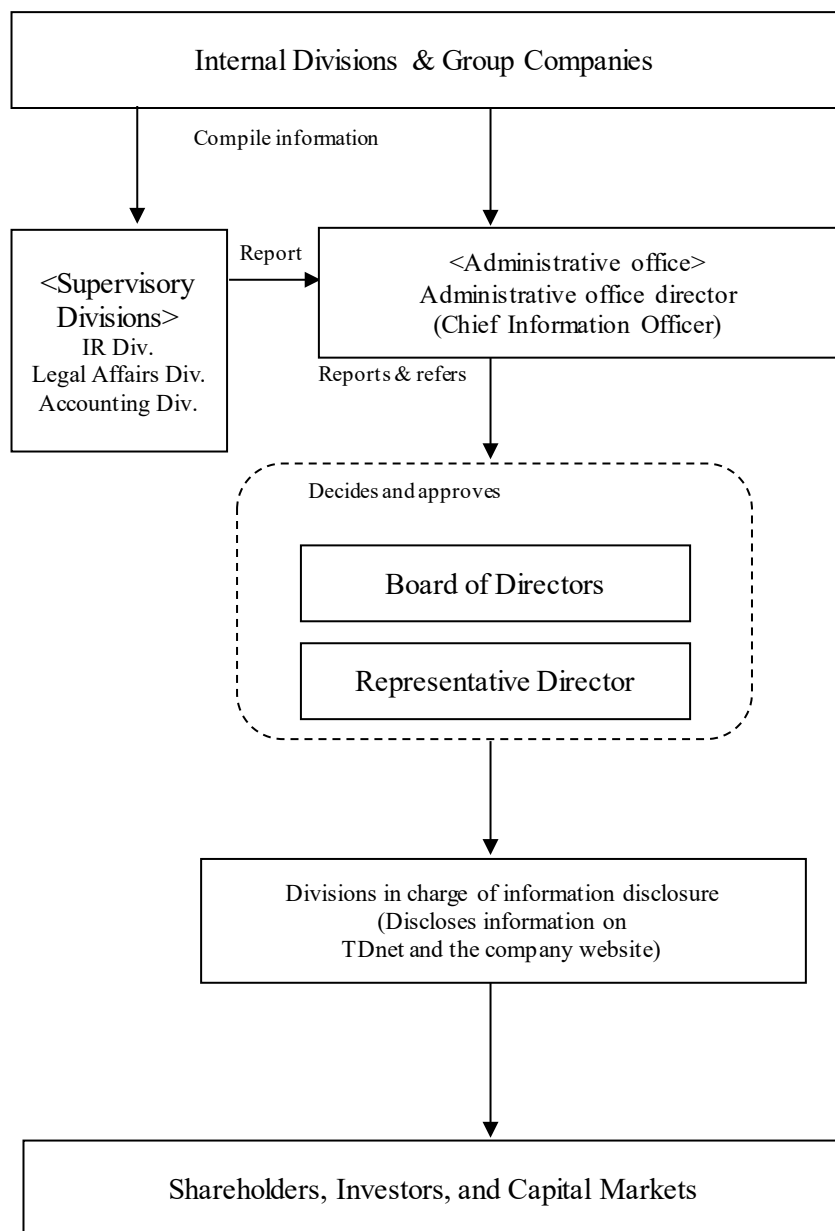 Internal Divisions & Group Companies
Compile information
<Supervisory
Divisions>
IR Div.
Legal Affairs Div.
Accounting Div.
Report
<Administrative office>
Administrative office director
(Chief Information Officer)
Reports & refers
Decides and approves
Board of Directors
Representative Director
Divisions in charge of information disclosure
(Discloses information on
TDnet and the company website)
Shareholders, Investors, and Capital Markets